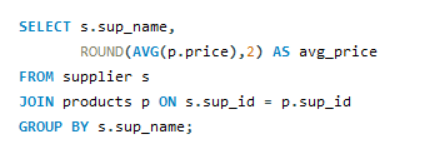 SELECT s.sup_name,
ROUND(AVG(p.price),2) AS avg_price
FROM supplier s
JOIN products p ON s.sup_id = p.sup_id
GROUP BY s.sup_name;